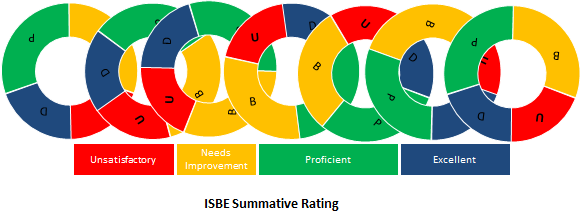 P
D
D
U
D
U
B
B
U
D
B
B
U
B
P
B
D
P
P
B
D
U
Unsatisfactory
Needs
Improvement
Proficient
Excellent
ISBE Summative Rating